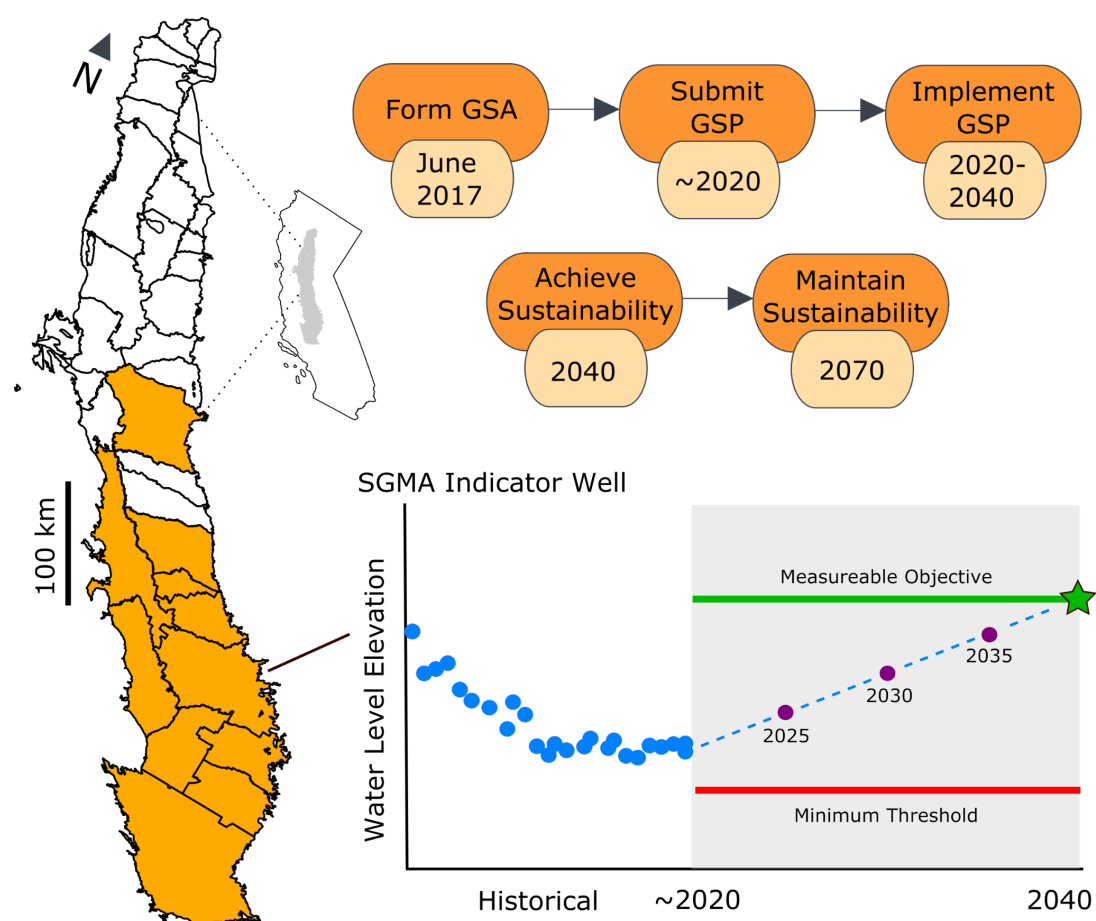 N
Form GSA
June
2017
Submit
GSP
~2020
Implement
GSP
2020-
2040
Achieve
Sustainability
2040
Maintain
Sustainability
2070
100 km
SGMA Indicator Well
Water Level Elevation
Measureable Objective
2035
2030
2025
Minimum Threshold
Historical
~2020
2040